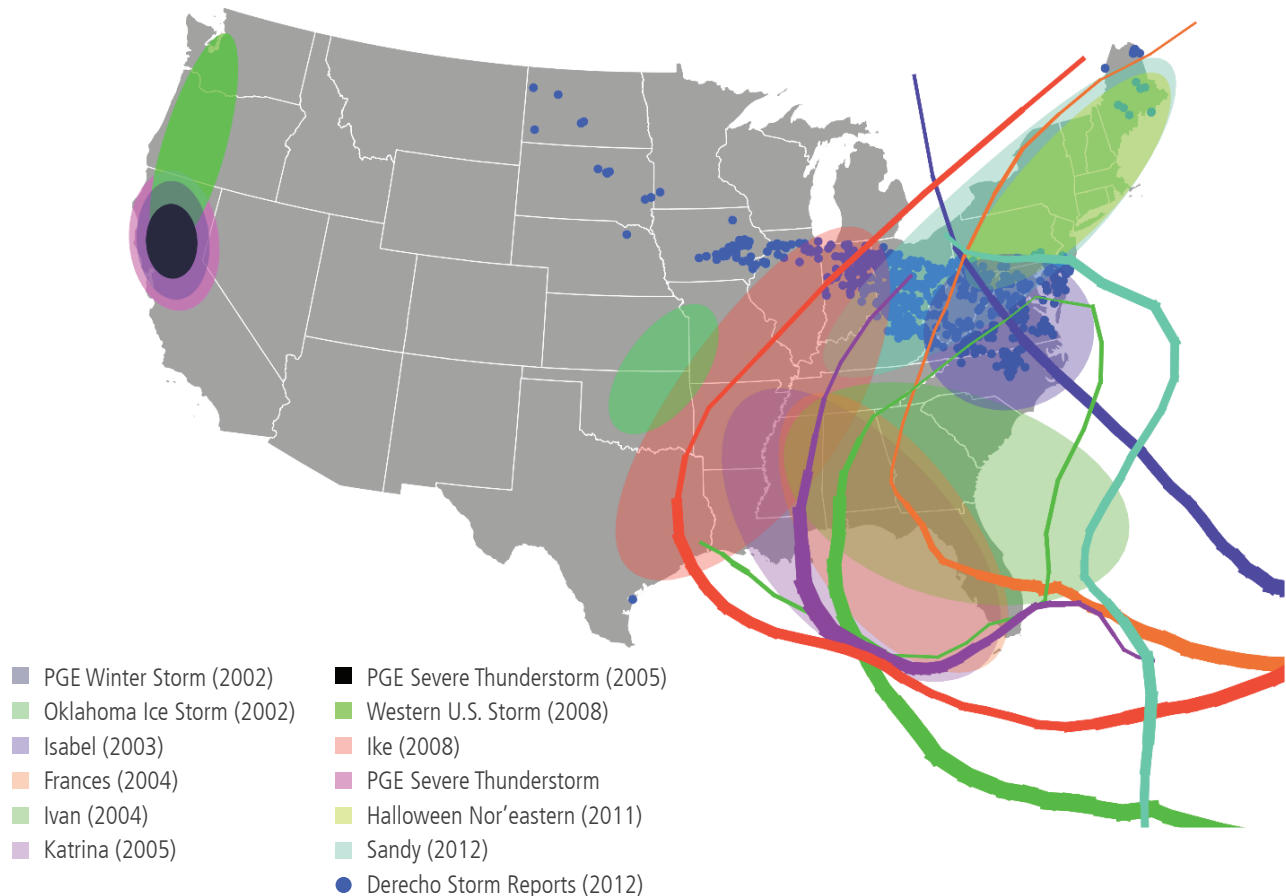 PGE Winter Storm (2002)
Oklahoma Ice Storm (2002)
Isabel (2003)
Frances (2004)
Ivan (2004)
Katrina (2005)
PGE Severe Thunderstorm (2005)
Western U.S. Storm (2008)
Ike (2008)
PGE Severe Thunderstorm
Halloween Nor’eastern (2011)
Sandy (2012)
Derecho Storm Reports (2012)